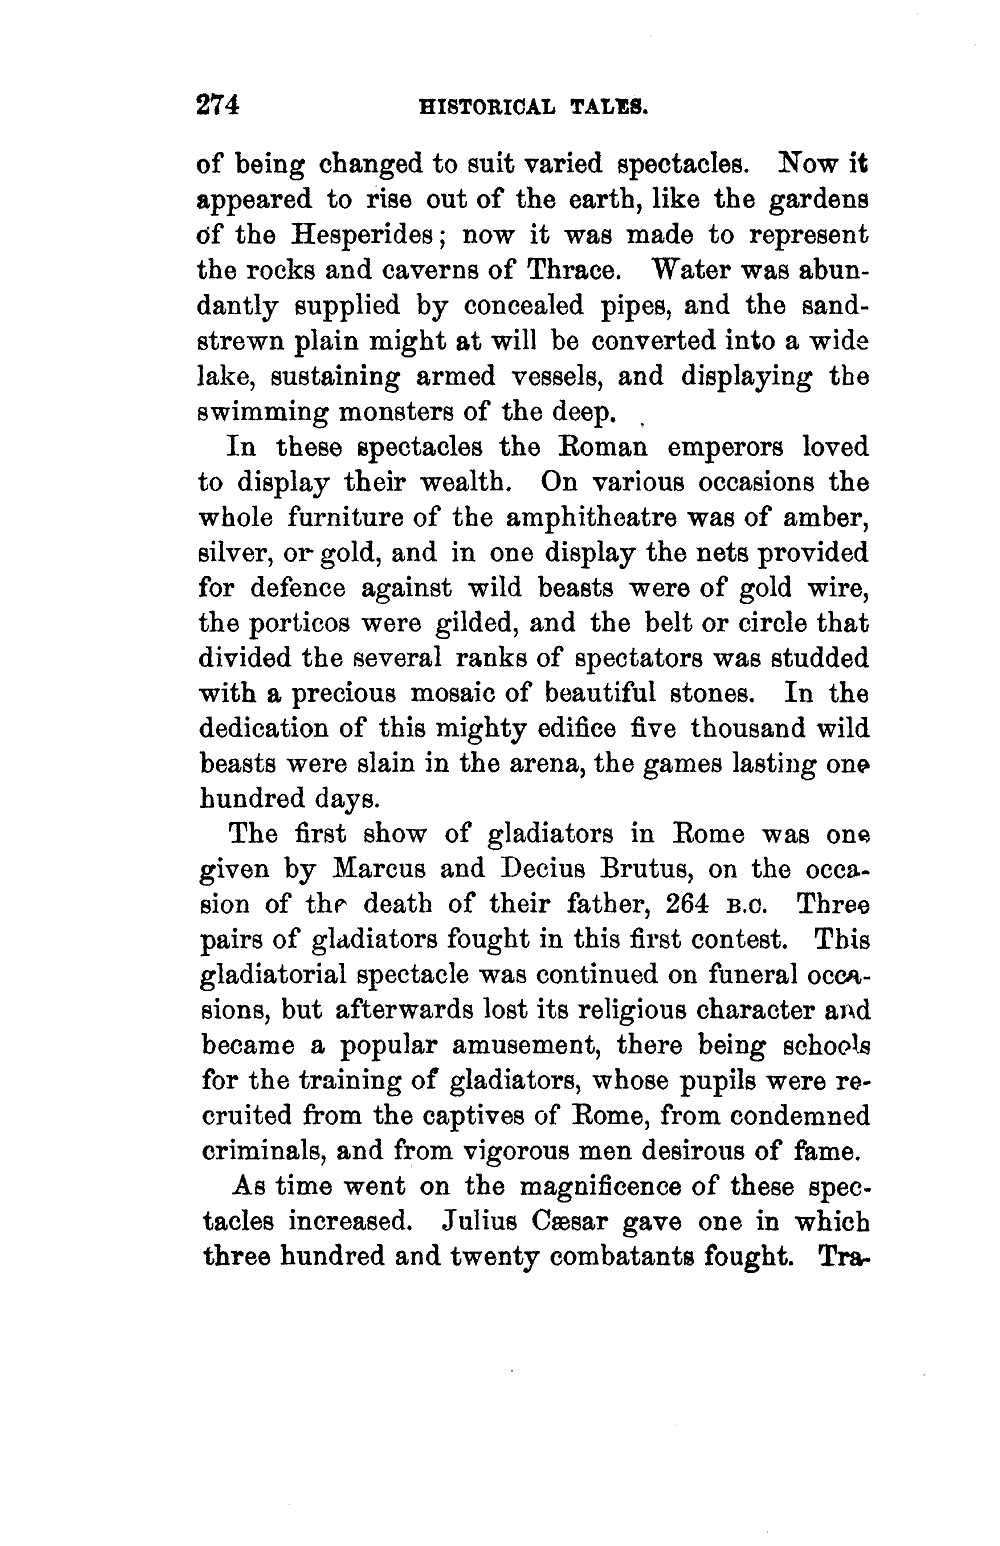 274 HISTORICAL TALES.
of being changed to suit varied spectacles. Now it
appeared to rise out of the earth, like the gardens
of the Hesperides; now it was made to represent
the rocks and caverns of Thrace. Water was abun-
dantly supplied by concealed pipes, and the sand-
strewn plain might at will be converted into a wide
lake, sustaining armed vessels, and displaying the
swimming monsters of the deep.
In these spectacles the Roman emperors loved
to display their wealth. On various occasions the
whole furniture of the amphitheatre was of amber,
silver, or gold, and in one display the nets provided
for defence against wild beasts were of gold wire,
the porticos were gilded, and the belt or circle that
divided the several ranks of spectators was studded
with a precious mosaic of beautiful stones. In the
dedication of this mighty edifice five thousand wild
beasts were slain in the arena, the games lasting one
hundred days.
The first show of gladiators in Rome was one
given by Marcus and Decius Brutus, on the occa-
sion of the death of their father, 264 B.C. Three
pairs of gladiators fought in this first contest. This
gladiatorial spectacle was continued on funeral occa-
sions, but afterwards lost its religious character and
became a popular amusement, there being schools
for the training of gladiators, whose pupils were re-
cruited from the captives of Rome, from condemned
criminals, and from vigorous men desirous of fame.
As time went on the magnificence of these spec-
tacles increased. Julius Cæsar gave one in which
three hundred and twenty combatants fought. Tra-